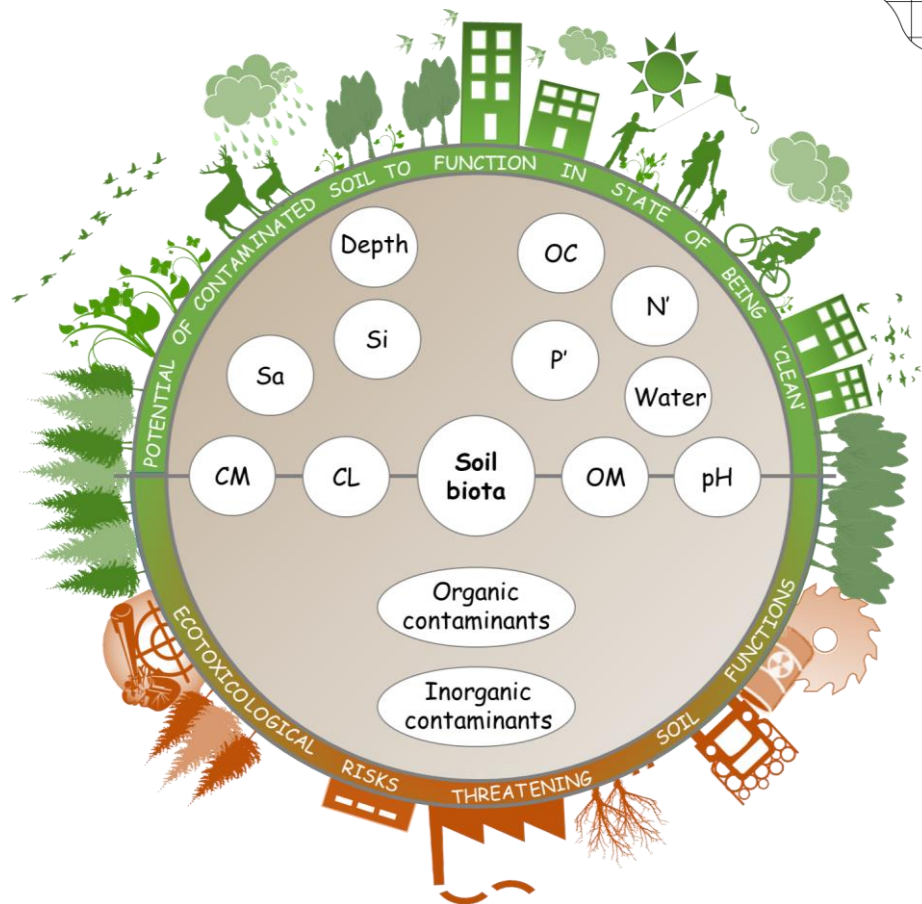 POTENTIAL OF CONTAMINATED SOIL TO FUNCTION IN STATE OF BEING 'CLEAN'
Depth
OC
N'
Si
P'
Sa
Water
CM
CL
Soil
biota
OM
pH
Organic
contaminants
Inorganic
contaminants
ECOTOXICOLOGICAL RISKS THREATENING SOIL FUNCTIONS